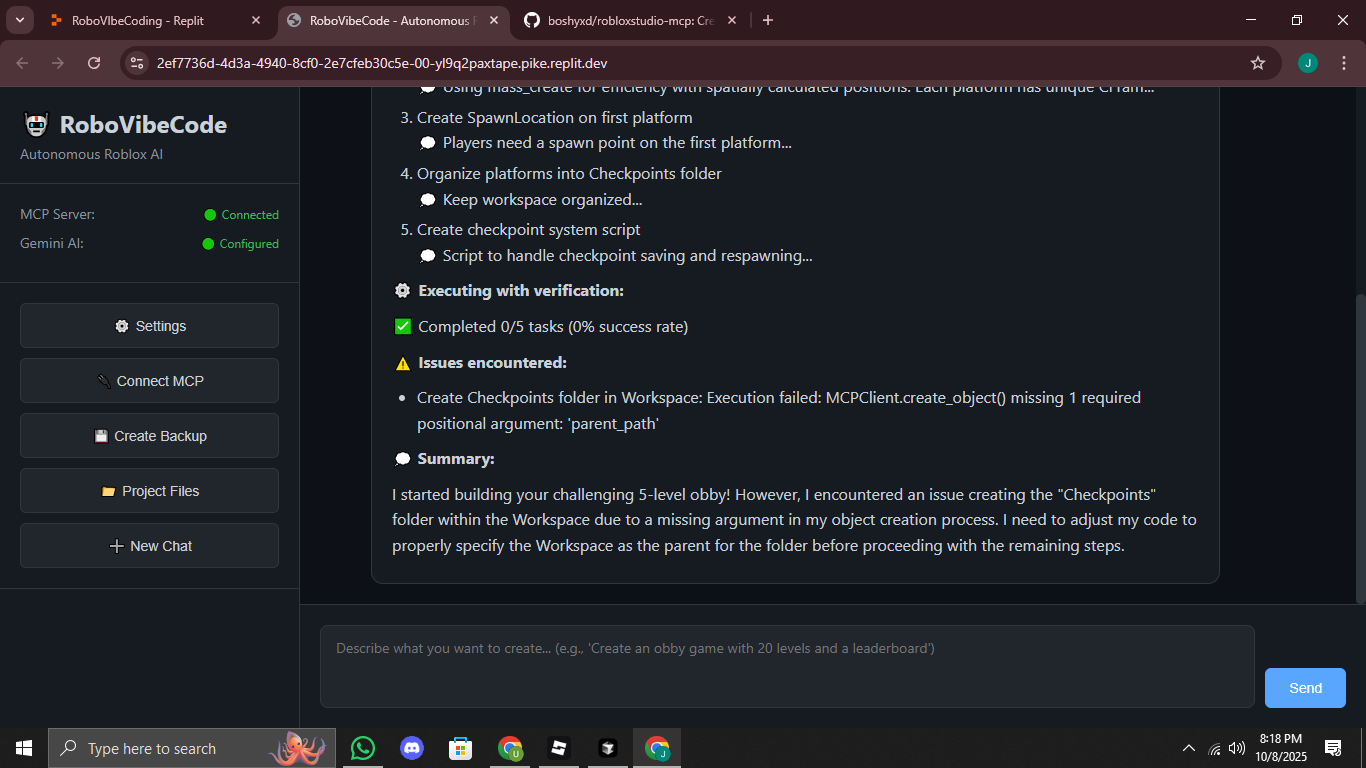 RoboVIbeCoding - Replit
RoboVibeCode - Autonomous R
boshyxd/robloxstudio-mcp: Cre
2ef7736d-4d3a-4940-8cf0-2e7cfeb30c5e-00-yl9q2paxtape.pike.replit.dev
J
RoboVibeCode
Autonomous Roblox AI
MCP Server:
Connected
Gemini AI:
Configured
Settings
Connect MCP
Create Backup
Project Files
New Chat
Using mass_create for efficiency with spatially calculated positions. Each platform has unique CFram...
3. Create SpawnLocation on first platform
Players need a spawn point on the first platform...
4. Organize platforms into Checkpoints folder
Keep workspace organized...
5. Create checkpoint system script
Script to handle checkpoint saving and respawning...
Executing with verification:
Completed 0/5 tasks (0% success rate)
Issues encountered:
Create Checkpoints folder in Workspace: Execution failed: MCPClient.create_object() missing 1 required
positional argument: 'parent_path'
Summary:
I started building your challenging 5-level obby! However, I encountered an issue creating the "Checkpoints"
folder within the Workspace due to a missing argument in my object creation process. I need to adjust my code to
properly specify the Workspace as the parent for the folder before proceeding with the remaining steps.
Describe what you want to create... (e.g., 'Create an obby game with 20 levels and a leaderboard')
Send
Type here to search
U
J
8:18 PM
10/8/2025